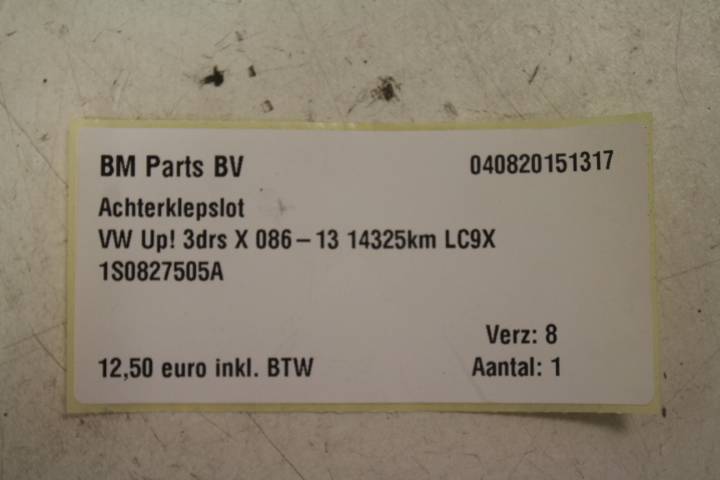 BM Parts BV 040820151317
Achterklepslot
VW Up! 3drs X 086 – 13 14325km LC9X
1S0827505A
Verz: 8
12,50 euro inkl. BTW Aantal: 1